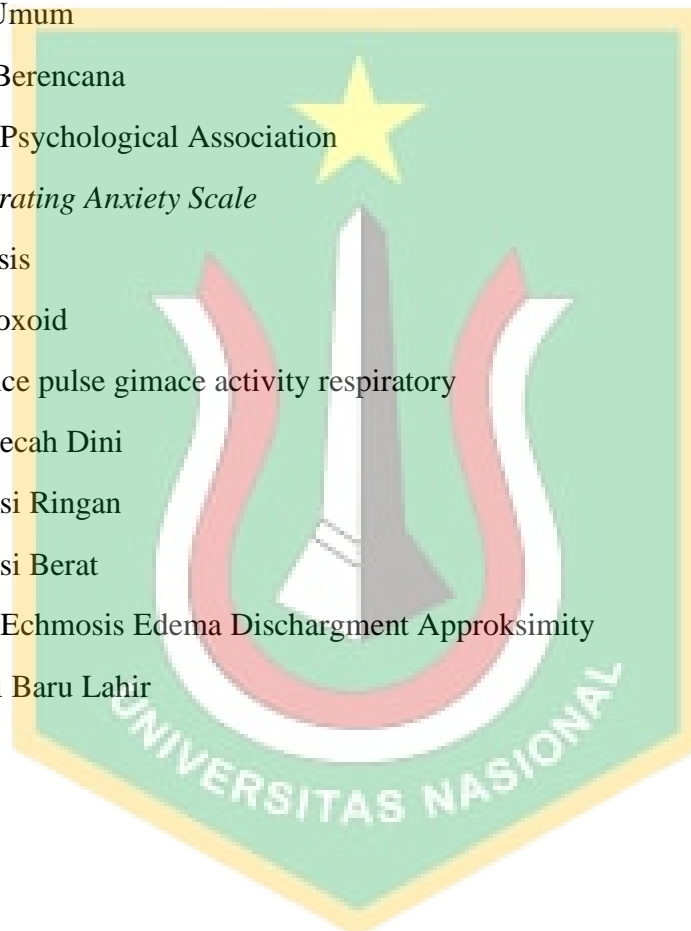 Umum
Berencana
Psychological Association
rating Anxiety Scale
sis
oxoid
ce pulse gimace activity respiratory
ecah Dini
si Ringan
si Berat
Echmosis Edema Dischargment Approksimity
Baru Lahir
UNIVERSITAS NASIONAL